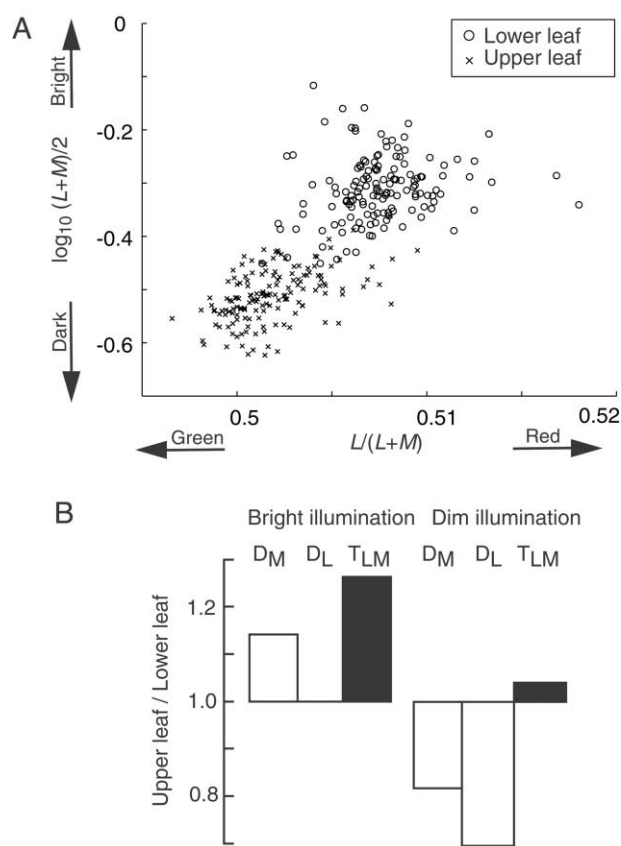 A
0
-0.2
-0.4
-0.6
Bright
log10 (L+M)/2
Dark
Lower leaf
Upper leaf
0.5
0.51
0.52
Green
L/(L+M)
Red
B
Bright illumination Dim illumination
DM DL TLM DM DL TLM
1.2
1.0
0.8
Upper leaf / Lower leaf